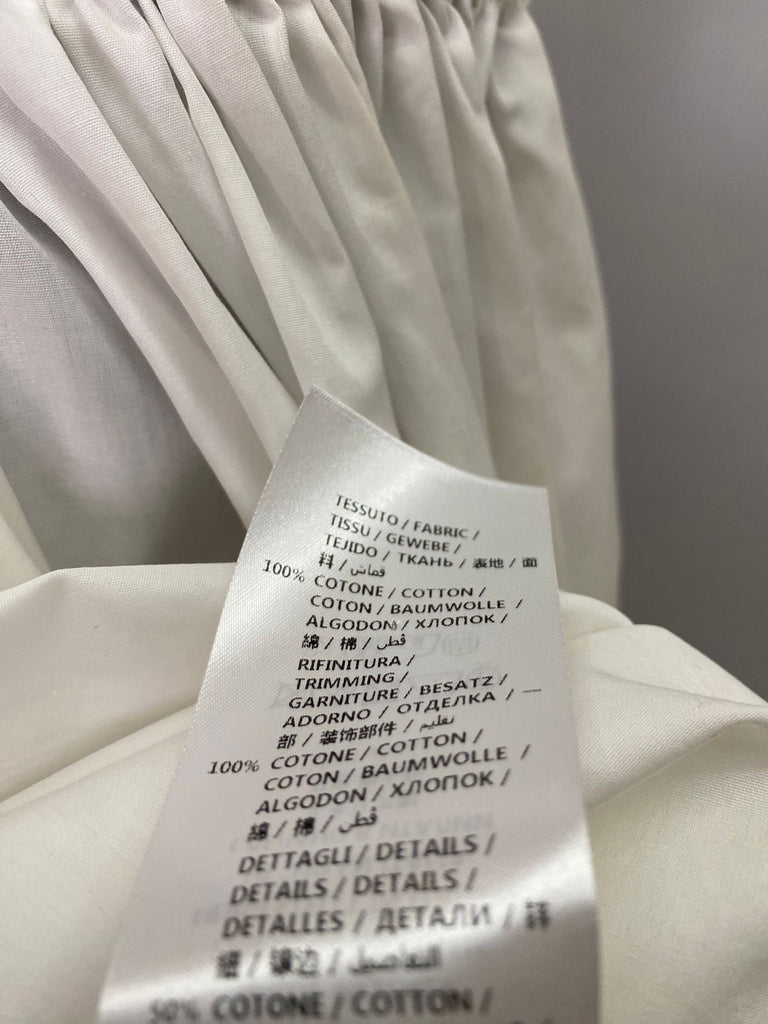 TESSUTO / FABRIC /
TISSU / GEWEBE /
TEJIDO / ТКАНЬ / 表地 / 面
料 / قماش
100% COTONE / COTTON /
COTON / BAUMWOLLE /
ALGODON / ХЛОПОК /
綿 / 棉 / قطن
RIFINITURA /
TRIMMING /
GARNITURE / BESATZ /
ADORNO / ОТДЕЛКА / 一
部 / 装饰部件 / تقليم
100% COTONE / COTTON /
COTON / BAUMWOLLE /
ALGODON / ХЛОПОК /
綿 / 棉 / قطن
DETTAGLI / DETAILS /
DETAILS / DETAILS /
DETALLES / ДЕТАЛИ / 詳
細 / 镶边 / التفاصيل
50% COTONE / COTTON /